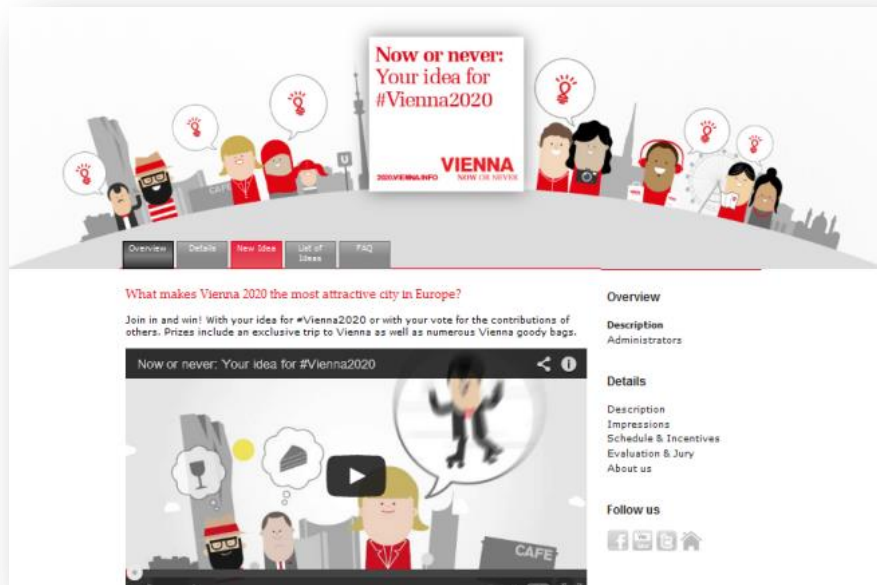 Now or never:
Your idea for
#Vienna2020
2020.VIENNA.INFO
VIENNA
NOW OR NEVER
CAFE
U
Overview
Details
New Idea
List of
Ideas
FAQ
What makes Vienna 2020 the most attractive city in Europe?
Join in and win! With your idea for #Vienna2020 or with your vote for the contributions of
others. Prizes include an exclusive trip to Vienna as well as numerous Vienna goody bags.
Now or never: Your idea for #Vienna2020
CAFE
Overview
Description
Administrators
Details
Description
Impressions
Schedule & Incentives
Evaluation & Jury
About us
Follow us